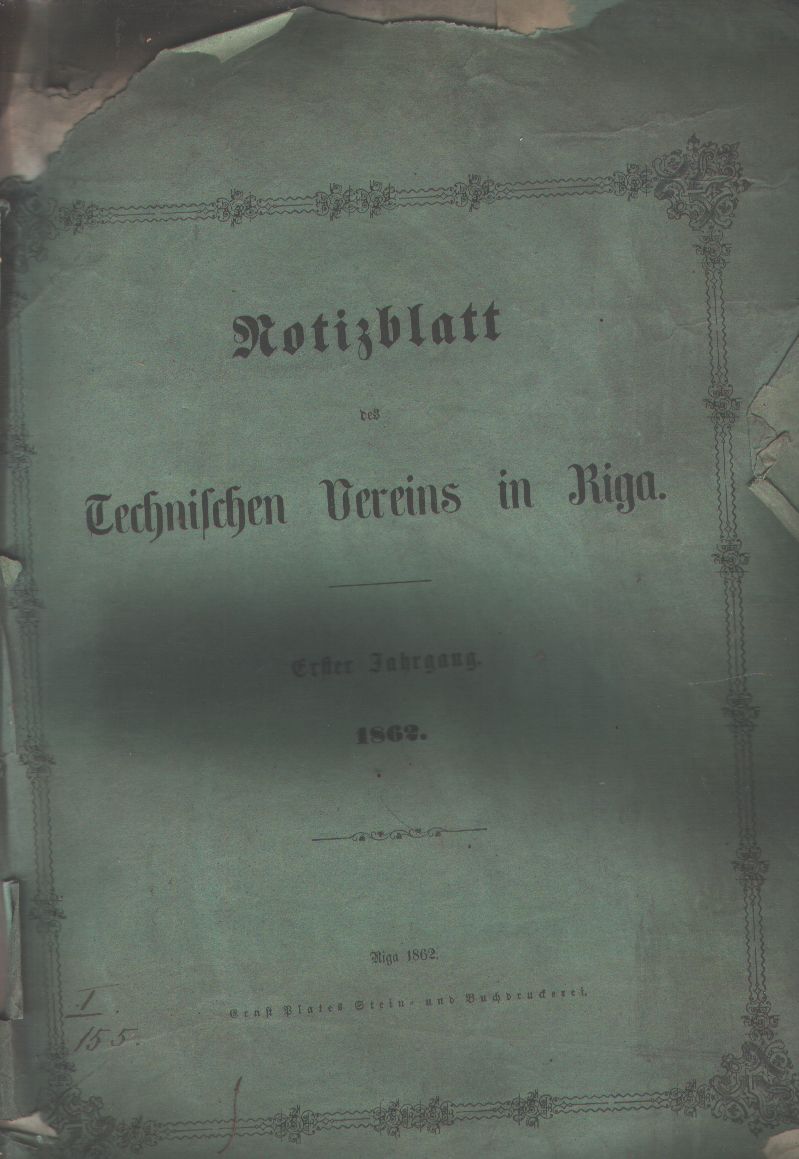 Notizblatt
des
Techniſchen Vereins in Riga.
Erſter Jahrgang.
1862.
Riga 1862.
Ernſt Plates Stein- und Buchdruckerei.
I
155.